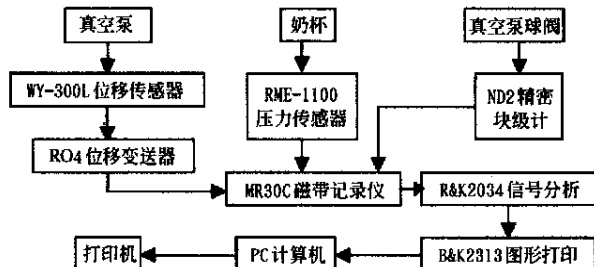 真空泵
奶杯
真空泵球阀
WY-300L位移传感器
RME-1100
压力传感器
ND2精密
块级计
RO4位移变送器
MR30C磁带记录仪
R&K2034信号分析
打印机
PC计算机
B&K2313图形打印